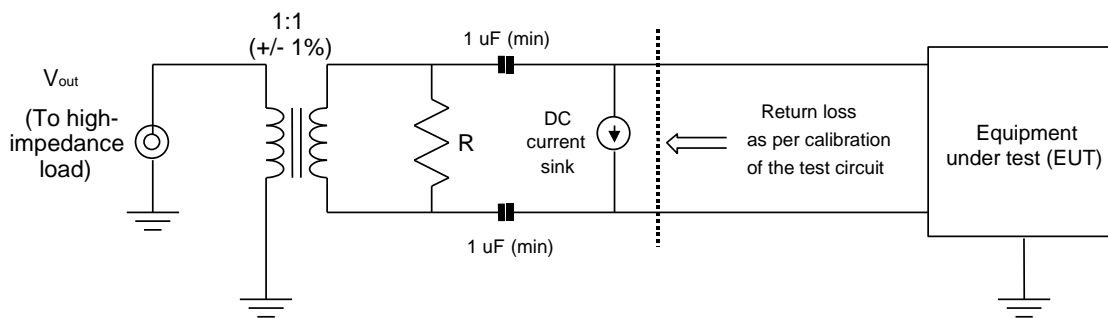 1:1
(+/- 1%)
1 uF (min)
Vout
(To high-
impedance
load)
R
DC
current
sink
Return loss
as per calibration
of the test circuit
Equipment
under test (EUT)
1 uF (min)